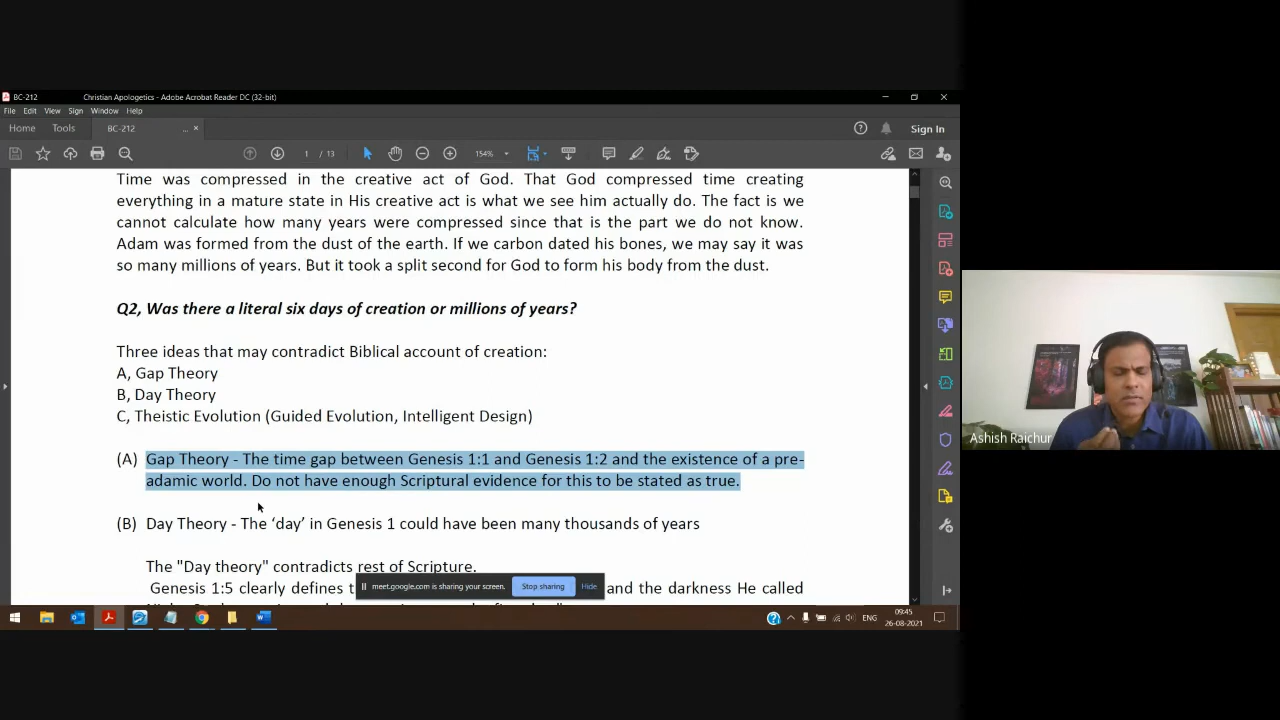 BC-212
Christian Apologetics - Adobe Acrobat Reader DC (32-bit)
File Edit View Sign Window Help
Home Tools BC-212 ... × Sign In
1 / 13 154%
Time was compressed in the creative act of God. That God compressed time creating
everything in a mature state in His creative act is what we see him actually do. The fact is we
cannot calculate how many years were compressed since that is the part we do not know.
Adam was formed from the dust of the earth. If we carbon dated his bones, we may say it was
so many millions of years. But it took a split second for God to form his body from the dust.
Q2, Was there a literal six days of creation or millions of years?
Three ideas that may contradict Biblical account of creation:
A, Gap Theory
B, Day Theory
C, Theistic Evolution (Guided Evolution, Intelligent Design)
(A) Gap Theory - The time gap between Genesis 1:1 and Genesis 1:2 and the existence of a pre-
adamic world. Do not have enough Scriptural evidence for this to be stated as true.
(B) Day Theory - The ‘day’ in Genesis 1 could have been many thousands of years
The "Day theory" contradicts rest of Scripture.
Genesis 1:5 clearly defines and the darkness He called
meet.google.com is sharing your screen. Stop sharing Hide
ENG 09:45
26-08-2021
Ashish Raichur